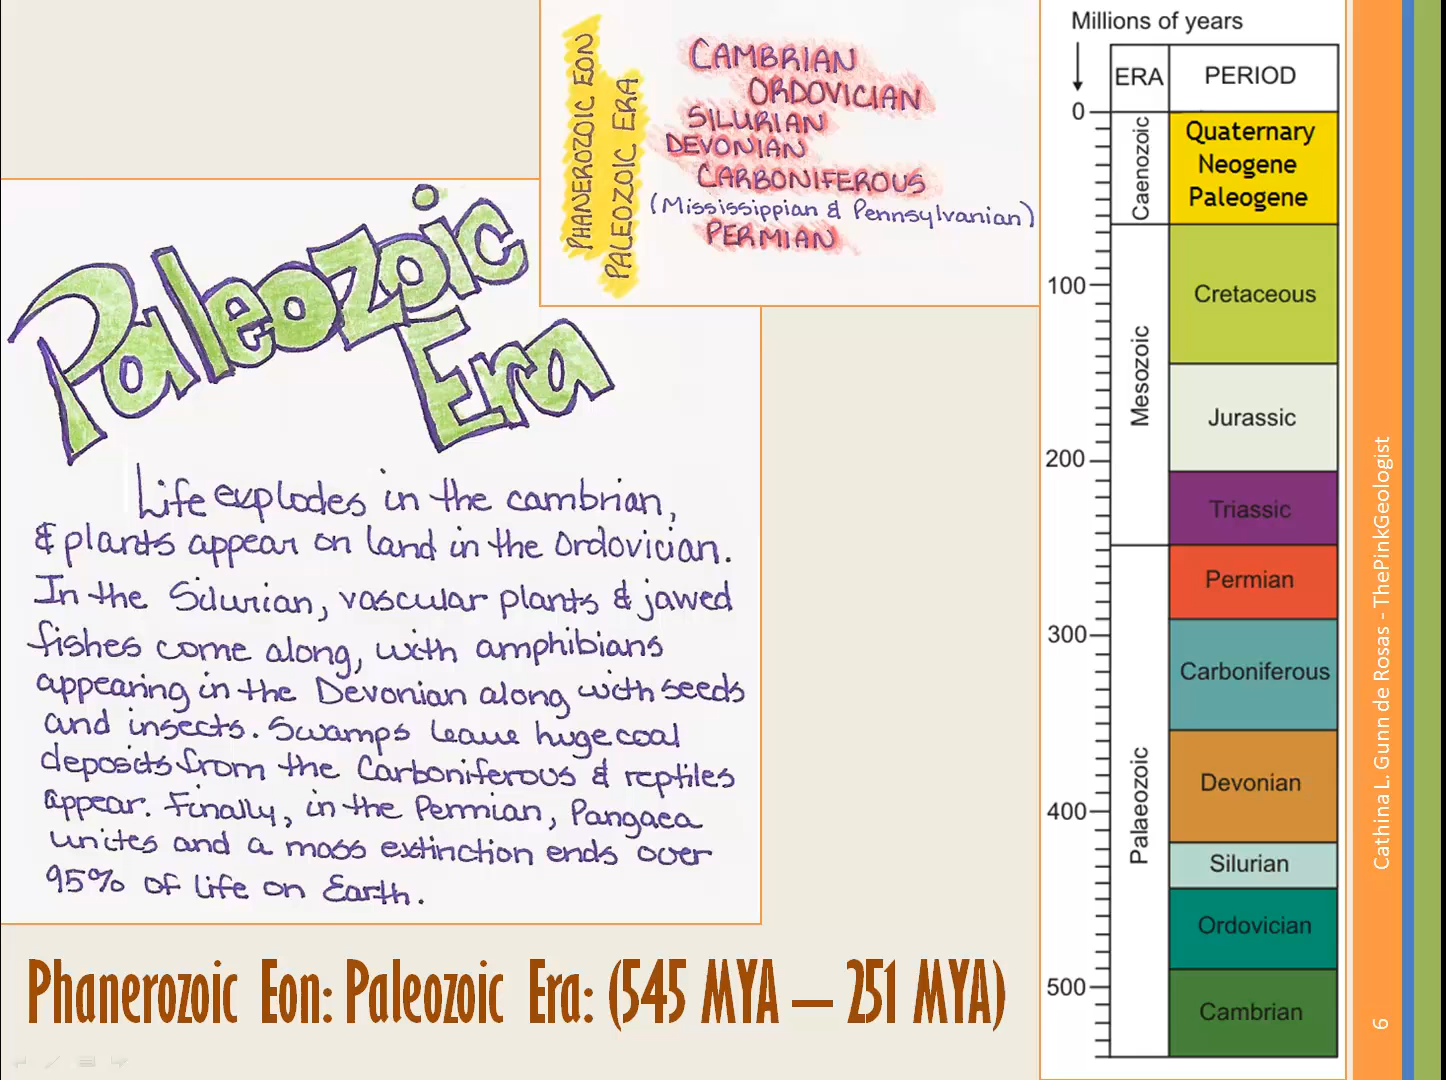 PHANEROZOIC EON
PALEOZOIC ERA
CAMBRIAN
ORDOVICIAN
SILURIAN
DEVONIAN
CARBONIFEROUS
(Mississippian & Pennsylvanian)
PERMIAN
Paleozoic
Era
Life explodes in the cambrian,
& plants appear on land in the Ordovician.
In the Silurian, vascular plants & jawed
fishes come along, with amphibians
appearing in the Devonian along with seeds
and insects. Swamps leave huge coal
deposits from the Carboniferous & reptiles
appear. Finally, in the Permian, Pangaea
unites and a mass extinction ends over
95% of life on Earth.
Phanerozoic Eon: Paleozoic Era: (545 MYA – 251 MYA)
Millions of years
ERA PERIOD
0
Caenozoic
Quaternary
Neogene
Paleogene
100
Mesozoic
Cretaceous
Jurassic
200
Triassic
Palaeozoic
Permian
300
Carboniferous
Devonian
400
Silurian
Ordovician
500
Cambrian
Cathina L. Gunn de Rosas - ThePinkGeologist
6